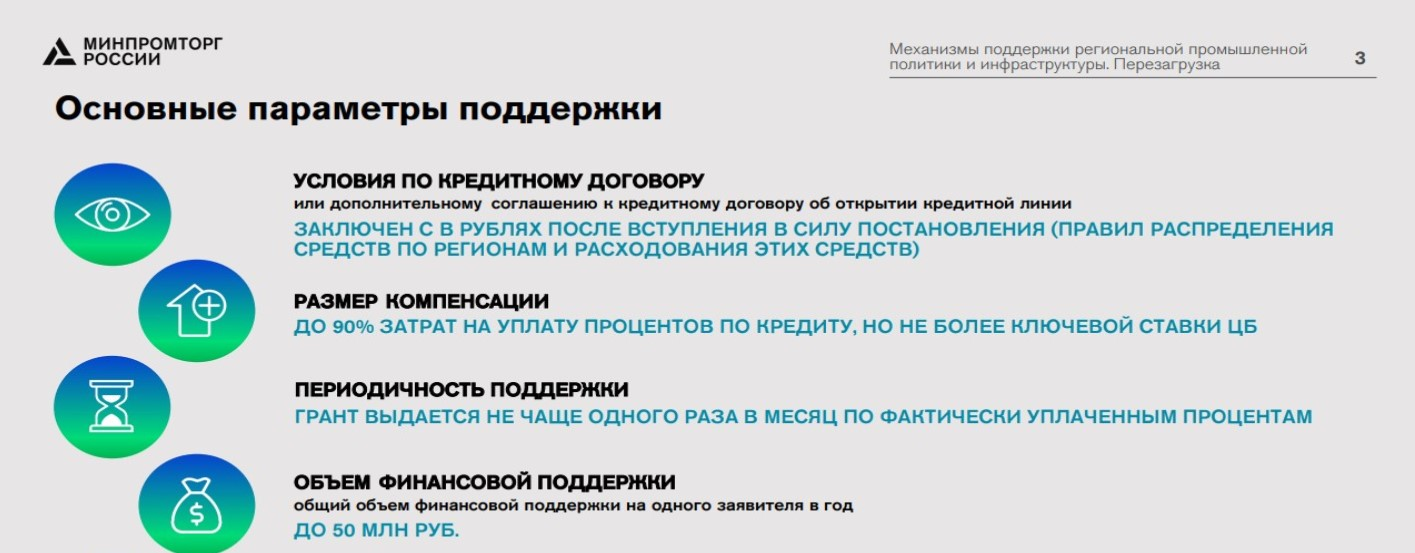 МИНПРОМТОРГ
РОССИИ
Механизмы поддержки региональной промышленной
политики и инфраструктуры. Перезагрузка
3
Основные параметры поддержки
УСЛОВИЯ ПО КРЕДИТНОМУ ДОГОВОРУ
или дополнительному соглашению к кредитному договору об открытии кредитной линии
ЗАКЛЮЧЕН С В РУБЛЯХ ПОСЛЕ ВСТУПЛЕНИЯ В СИЛУ ПОСТАНОВЛЕНИЯ (ПРАВИЛ РАСПРЕДЕЛЕНИЯ
СРЕДСТВ ПО РЕГИОНАМ И РАСХОДОВАНИЯ ЭТИХ СРЕДСТВ)
РАЗМЕР КОМПЕНСАЦИИ
ДО 90% ЗАТРАТ НА УПЛАТУ ПРОЦЕНТОВ ПО КРЕДИТУ, НО НЕ БОЛЕЕ КЛЮЧЕВОЙ СТАВКИ ЦБ
ПЕРИОДИЧНОСТЬ ПОДДЕРЖКИ
ГРАНТ ВЫДАЕТСЯ НЕ ЧАЩЕ ОДНОГО РАЗА В МЕСЯЦ ПО ФАКТИЧЕСКИ УПЛАЧЕННЫМ ПРОЦЕНТАМ
ОБЪЕМ ФИНАНСОВОЙ ПОДДЕРЖКИ
общий объем финансовой поддержки на одного заявителя в год
$
ДО 50 МЛН РУБ.